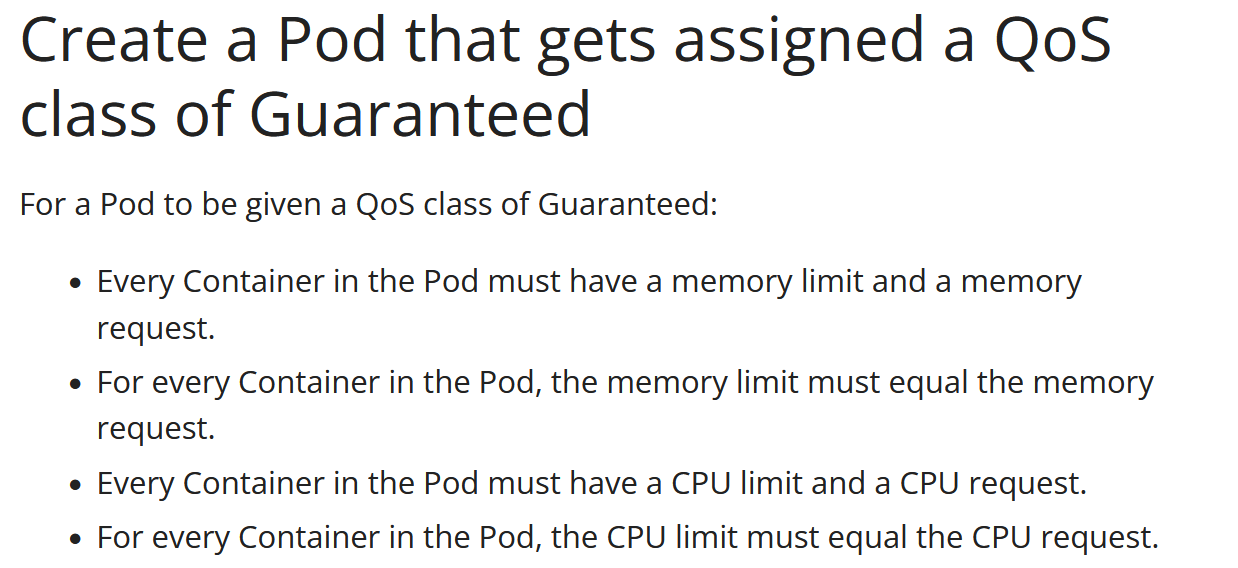 Create a Pod that gets assigned a QoS
class of Guaranteed
For a Pod to be given a QoS class of Guaranteed:
• Every Container in the Pod must have a memory limit and a memory
request.
• For every Container in the Pod, the memory limit must equal the memory
request.
• Every Container in the Pod must have a CPU limit and a CPU request.
• For every Container in the Pod, the CPU limit must equal the CPU request.